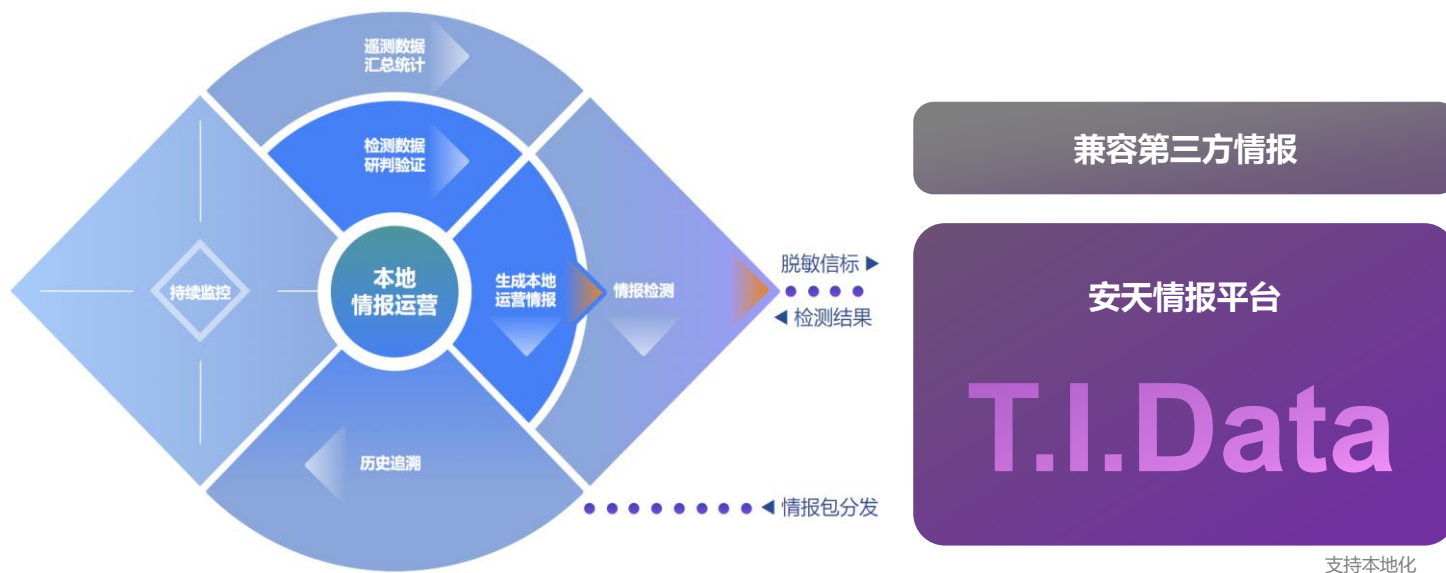 遥测数据
汇总统计
检测数据
研判验证
持续监控
本地
情报运营
生成本地
运营情报
情报检测
历史追溯
脱敏信标 ▶
◀ 检测结果
◀ 情报包分发
兼容第三方情报
安天情报平台
T.I.Data
支持本地化